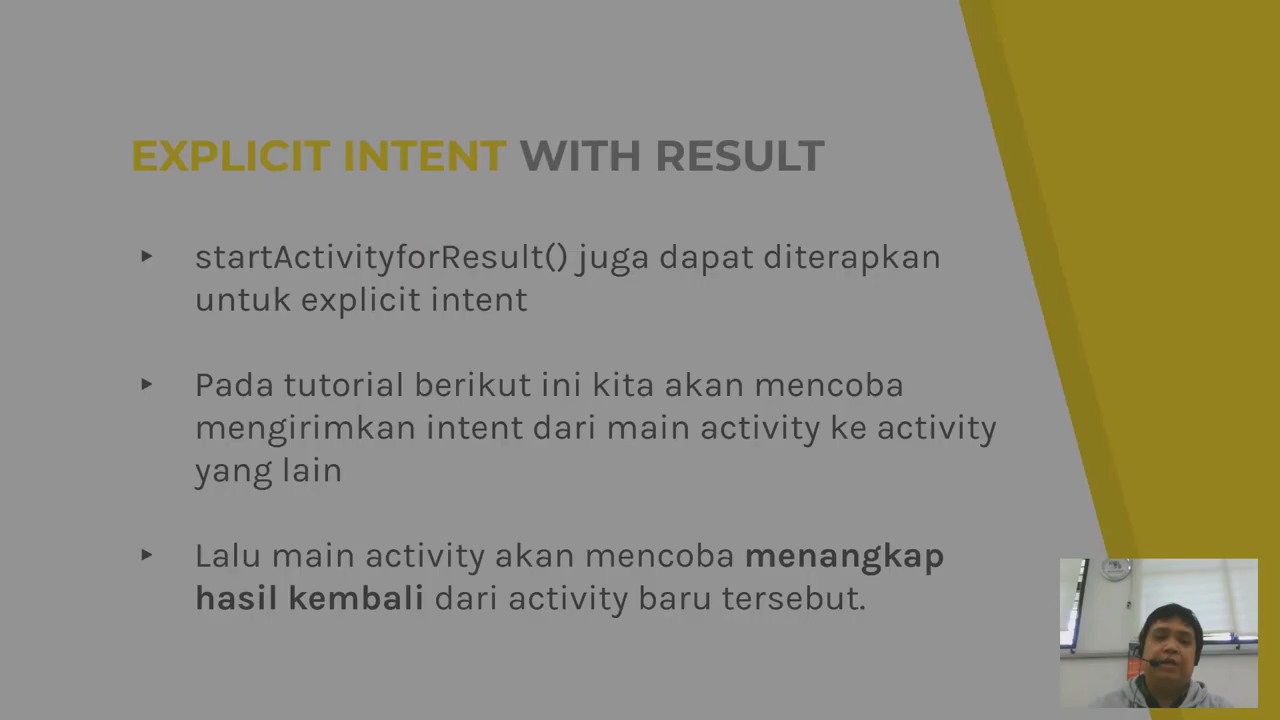 EXPLICIT INTENT WITH RESULT
startActivityforResult() juga dapat diterapkan
untuk explicit intent
Pada tutorial berikut ini kita akan mencoba
mengirimkan intent dari main activity ke activity
yang lain
Lalu main activity akan mencoba menangkap
hasil kembali dari activity baru tersebut.